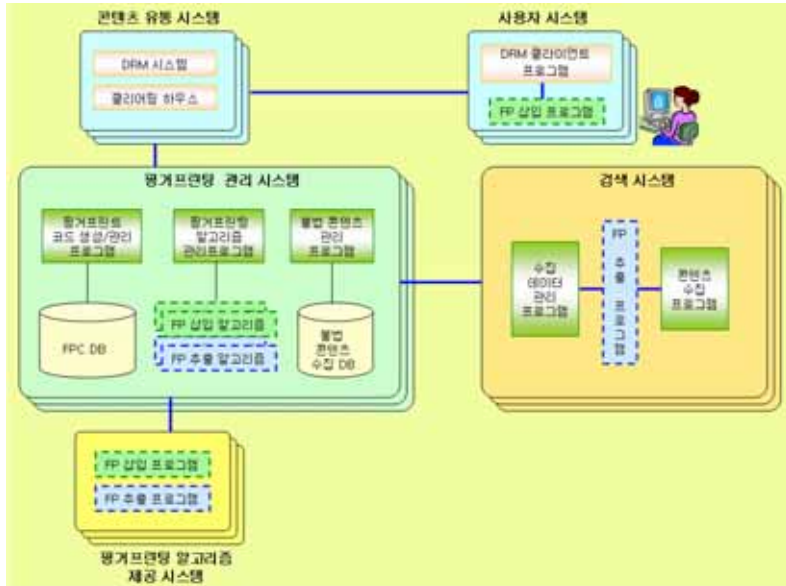 콘텐츠 유통 시스템
DRM 시스템
클리어링 하우스
사용자 시스템
DRM 클라이언트
프로그램
FP 삽입 프로그램
핑거프린팅 관리 시스템
핑거프린트
코드 생성/관리
프로그램
핑거프린팅
알고리즘
관리프로그램
불법 콘텐츠
관리
프로그램
FPC DB
FP 삽입 알고리즘
FP 추출 알고리즘
불법
콘텐츠
수집 DB
검색 시스템
수집
데이터
관리
프로그램
FP 추출 프로그램
콘텐츠
수집
프로그램
FP 삽입 프로그램
FP 추출 프로그램
핑거프린팅 알고리즘
제공 시스템